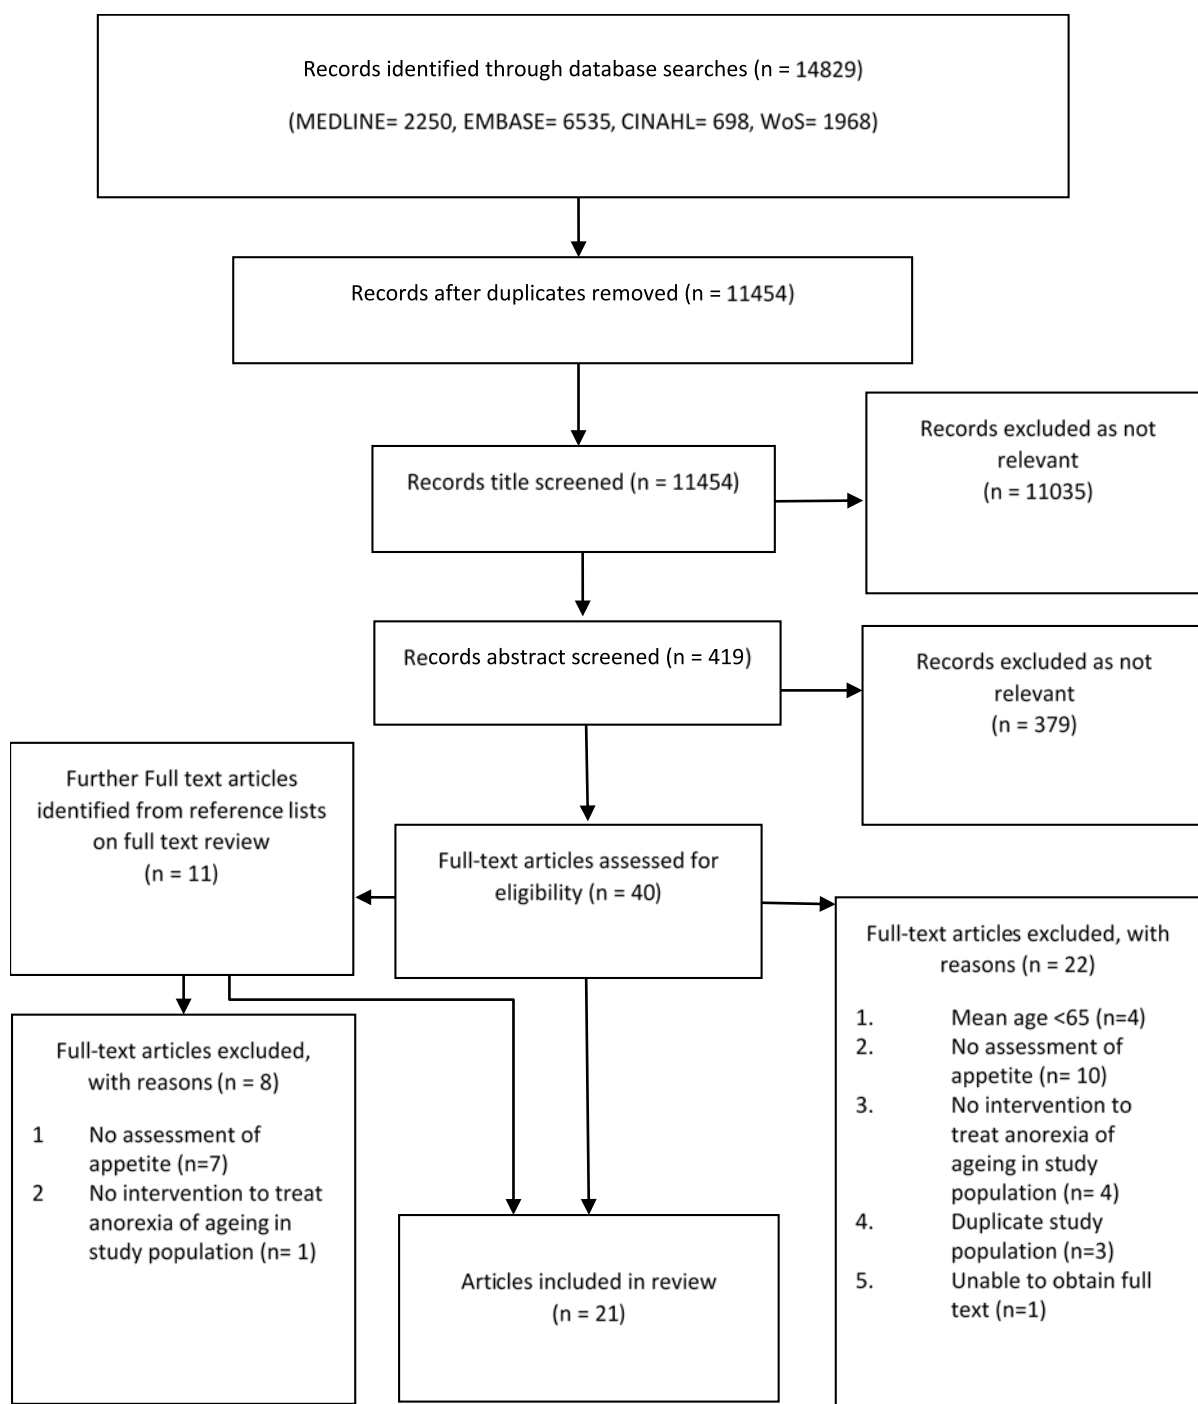 Records identified through database searches (n = 14829)
(MEDLINE= 2250, EMBASE= 6535, CINAHL= 698, WoS= 1968)
Records after duplicates removed (n = 11454)
Records title screened (n = 11454)
Records excluded as not
relevant
(n = 11035)
Records abstract screened (n = 419)
Records excluded as not
relevant
(n = 379)
Further Full text articles
identified from reference lists
on full text review
(n = 11)
Full-text articles assessed for
eligibility (n = 40)
Full-text articles excluded, with
reasons (n = 22)
1. Mean age <65 (n=4)
2. No assessment of
appetite (n= 10)
3. No intervention to
treat anorexia of
ageing in study
population (n= 4)
4. Duplicate study
population (n=3)
5. Unable to obtain full
text (n=1)
Full-text articles excluded,
with reasons (n = 8)
1 No assessment of
appetite (n=7)
2 No intervention to treat
anorexia of ageing in
study population (n= 1)
Articles included in review
(n = 21)